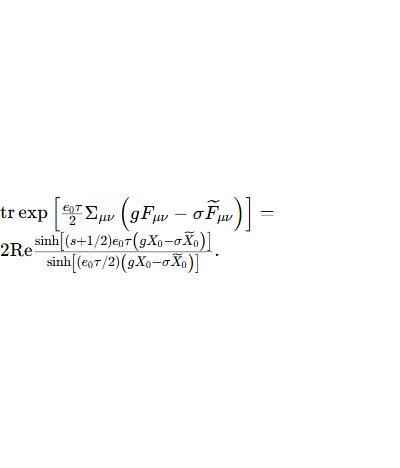 tr exp [e₀τ/2 Σ_μν (gF_μν − σF̃_μν)] =
2Re sinh[(s+1/2)e₀τ(gX₀−σX̃₀)] / sinh[(e₀τ/2)(gX₀−σX̃₀)].